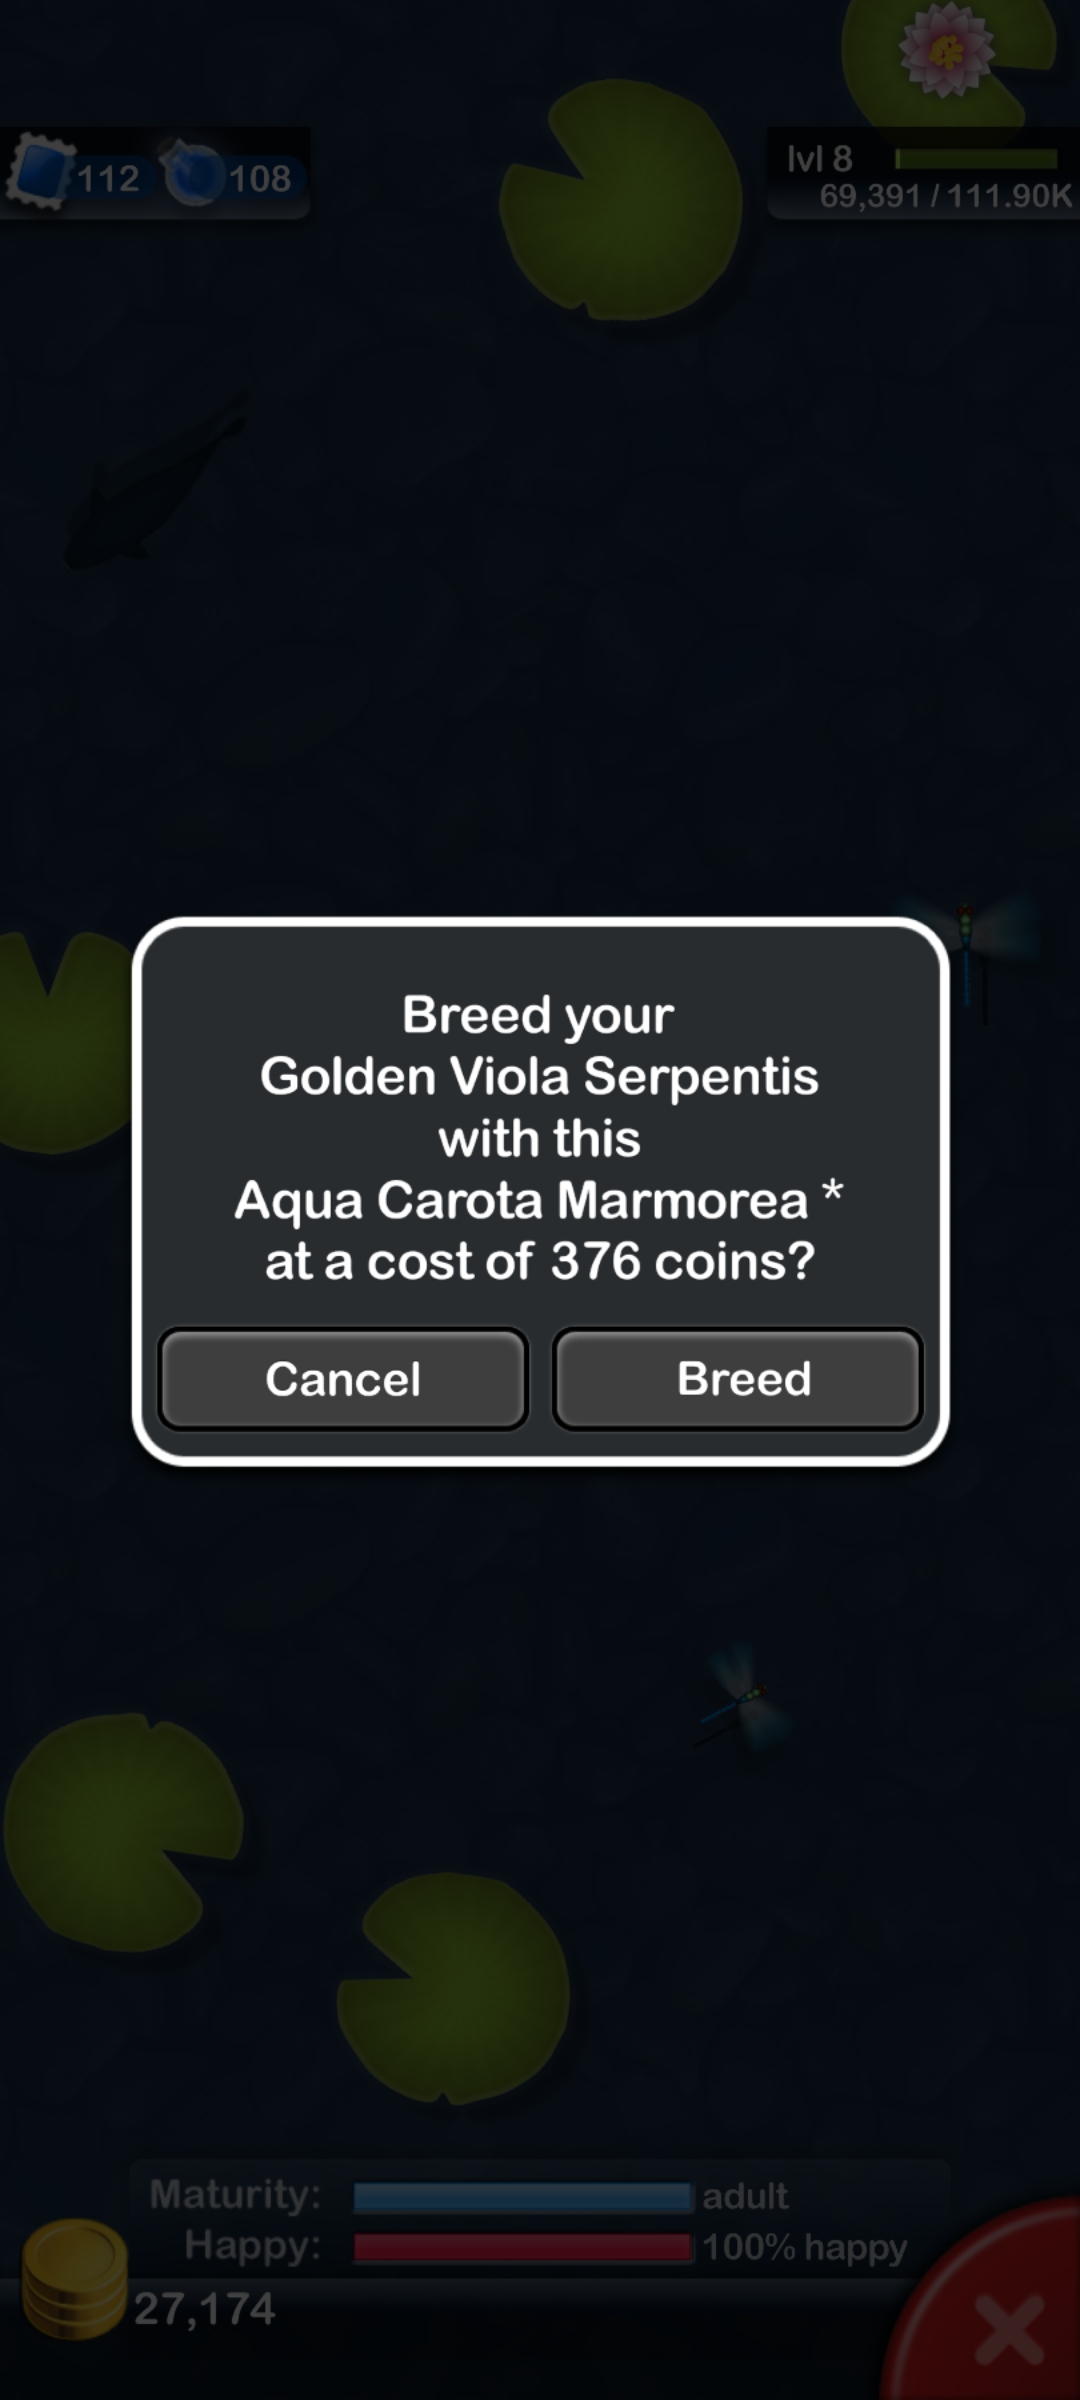 112
108
lvl 8
69,391 / 111.90K
Breed your
Golden Viola Serpentis
with this
Aqua Carota Marmorea *
at a cost of 376 coins?
Cancel
Breed
Maturity:
adult
Happy:
100% happy
27,174